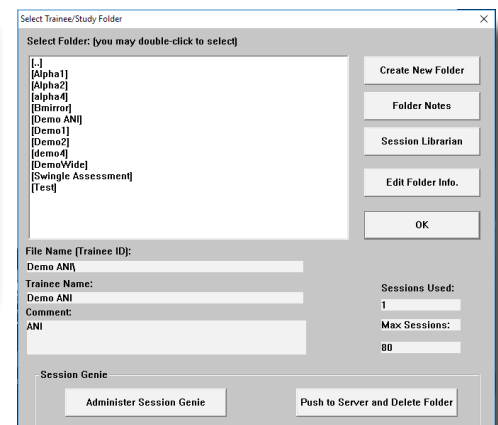 Select Trainee/Study Folder
Select Folder: (you may double-click to select)
[..]
[Alpha1]
[Alpha2]
[alpha4]
[Bmirror]
[Demo ANI]
[Demo1]
[Demo2]
[demo4]
[DemoWide]
[Swingle Assessment]
[Test]
Create New Folder
Folder Notes
Session Librarian
Edit Folder Info.
OK
File Name (Trainee ID):
Demo ANI\
Trainee Name:
Demo ANI
Comment:
ANI
Sessions Used:
1
Max Sessions:
80
Session Genie
Administer Session Genie
Push to Server and Delete Folder